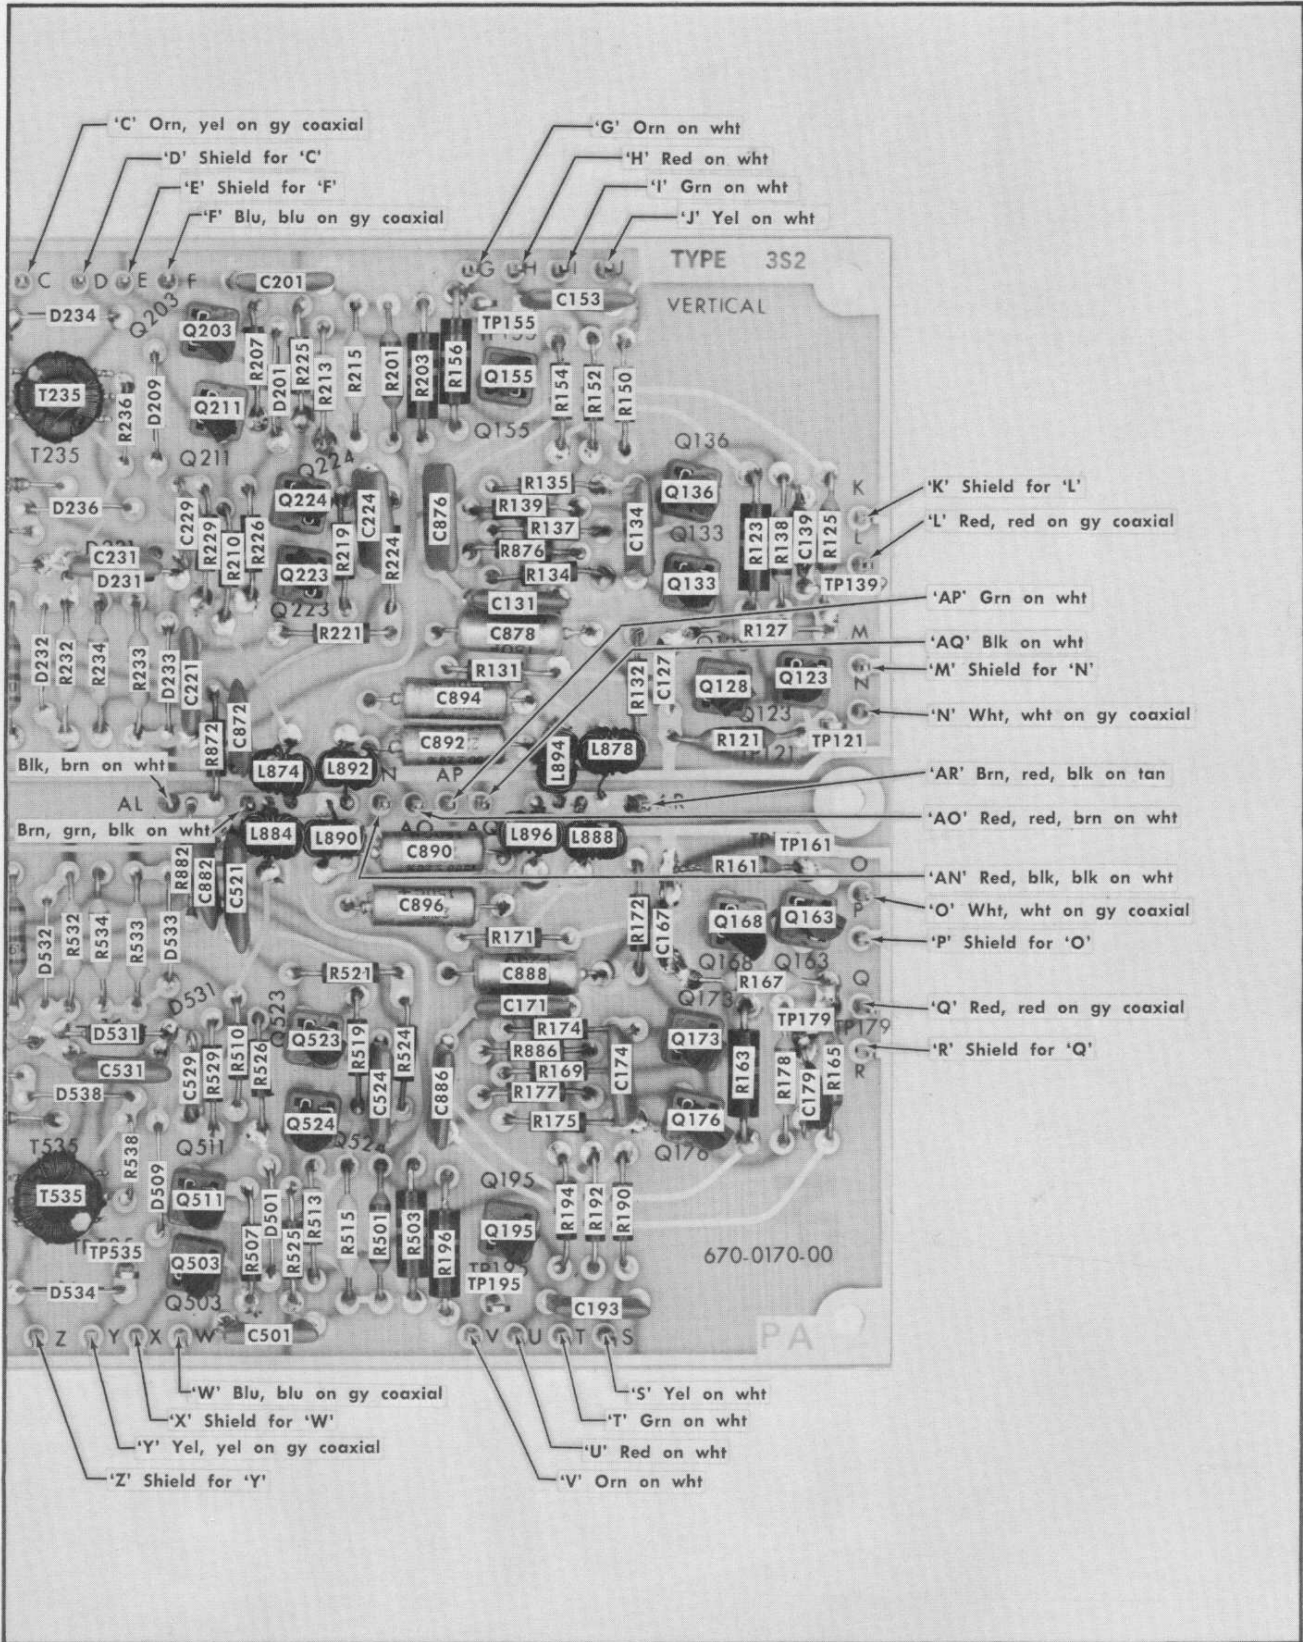 'C' Orn, yel on gy coaxial
'D' Shield for 'C'
'E' Shield for 'F'
'F' Blu, blu on gy coaxial
'G' Orn on wht
'H' Red on wht
'I' Grn on wht
'J' Yel on wht
C D E F
G H I J
TYPE 3S2
VERTICAL
C201
C153
D234
Q203
Q203
TP155
T235
R236
D209
Q211
R207
D201
R225
R213
R215
R201
R203
R156
Q155
R154
R152
R150
T235
Q211
Q224
Q155
Q136
D236
C229
R229
R210
R226
Q224
R219
C224
R224
C876
R135
R139
R137
R876
R134
C134
Q136
Q133
Q133
R123
R138
C139
R125
K
L
'K' Shield for 'L'
'L' Red, red on gy coaxial
C231
D231
Q223
Q223
TP139
C131
C878
R221
R127
M
N
'AP' Grn on wht
'AQ' Blk on wht
'M' Shield for 'N'
'N' Wht, wht on gy coaxial
D232
R232
R234
R233
D233
C221
R872
C872
R131
C894
C892
R132
C127
Q128
Q123
Q123
R121
TP121
L874
L892
L894
L878
Blk, brn on wht
AL
N
AP
'AR' Brn, red, blk on tan
'AO' Red, red, brn on wht
Brn, grn, blk on wht
L884
L890
AO
AQ
L896
L888
C890
TP161
R161
O
P
'AN' Red, blk, blk on wht
'O' Wht, wht on gy coaxial
'P' Shield for 'O'
R882
C882
C521
C896
R172
C167
Q168
Q163
D532
R532
R534
R533
D533
R171
C888
R521
Q168
Q163
R167
Q
'Q' Red, red on gy coaxial
D531
Q523
C171
Q173
TP179
TP179
R
'R' Shield for 'Q'
D531
C531
C529
R529
R510
R526
Q523
R519
C524
R524
C886
R174
R886
R169
R177
R175
C174
Q173
Q176
R163
R178
C179
R165
D538
Q524
Q524
Q176
T535
R538
D509
Q511
Q511
T535
R507
D501
R525
R513
R515
R501
R503
R196
Q195
Q195
R194
R192
R190
TP535
Q503
Q503
670-0170-00
TP195
TP195
D534
C501
C193
PA
Z Y X W
V U T S
'W' Blu, blu on gy coaxial
'X' Shield for 'W'
'Y' Yel, yel on gy coaxial
'Z' Shield for 'Y'
'S' Yel on wht
'T' Grn on wht
'U' Red on wht
'V' Orn on wht